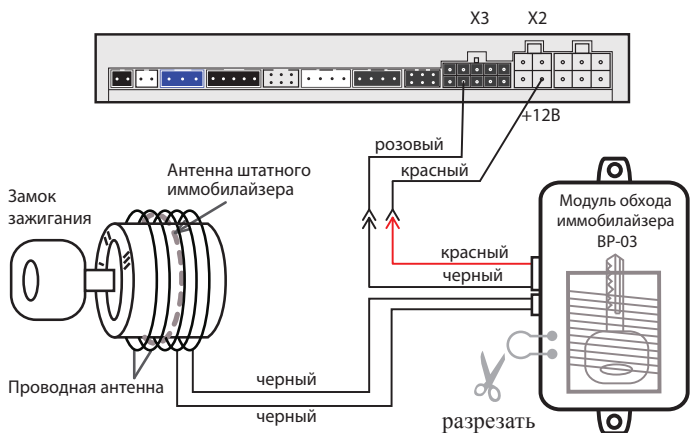 X3 X2
+12В
розовый
красный
Антенна штатного
иммобилайзера
Замок
зажигания
Модуль обхода
иммобилайзера
BP-03
красный
черный
Проводная антенна
черный
черный
разрезать